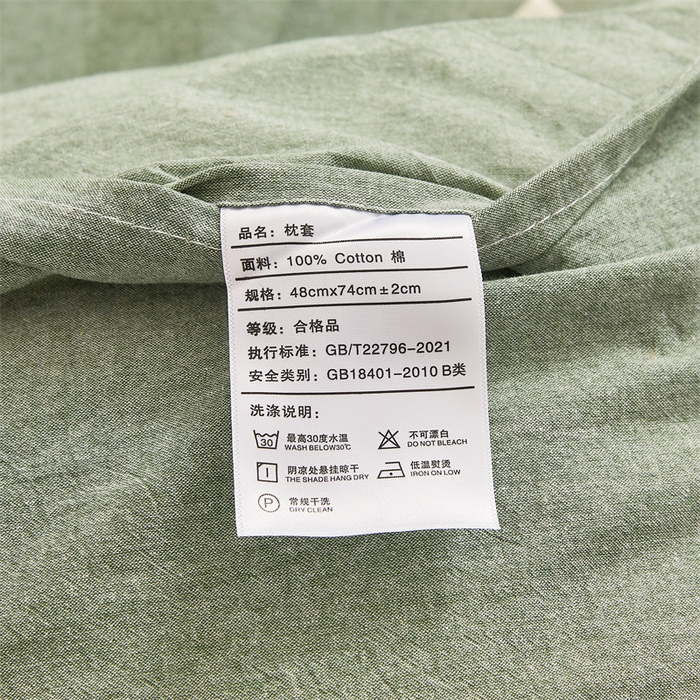 品名：枕套
面料：100% Cotton 棉
规格：48cmx74cm±2cm
等级：合格品
执行标准：GB/T22796-2021
安全类别：GB18401-2010 B类
洗涤说明：
30 最高30度水温 不可漂白
WASH BELOW30℃ DO NOT BLEACH
阴凉处悬挂晾干 低温熨烫
THE SHADE HANG DRY IRON ON LOW
P 常规干洗
DRY CLEAN